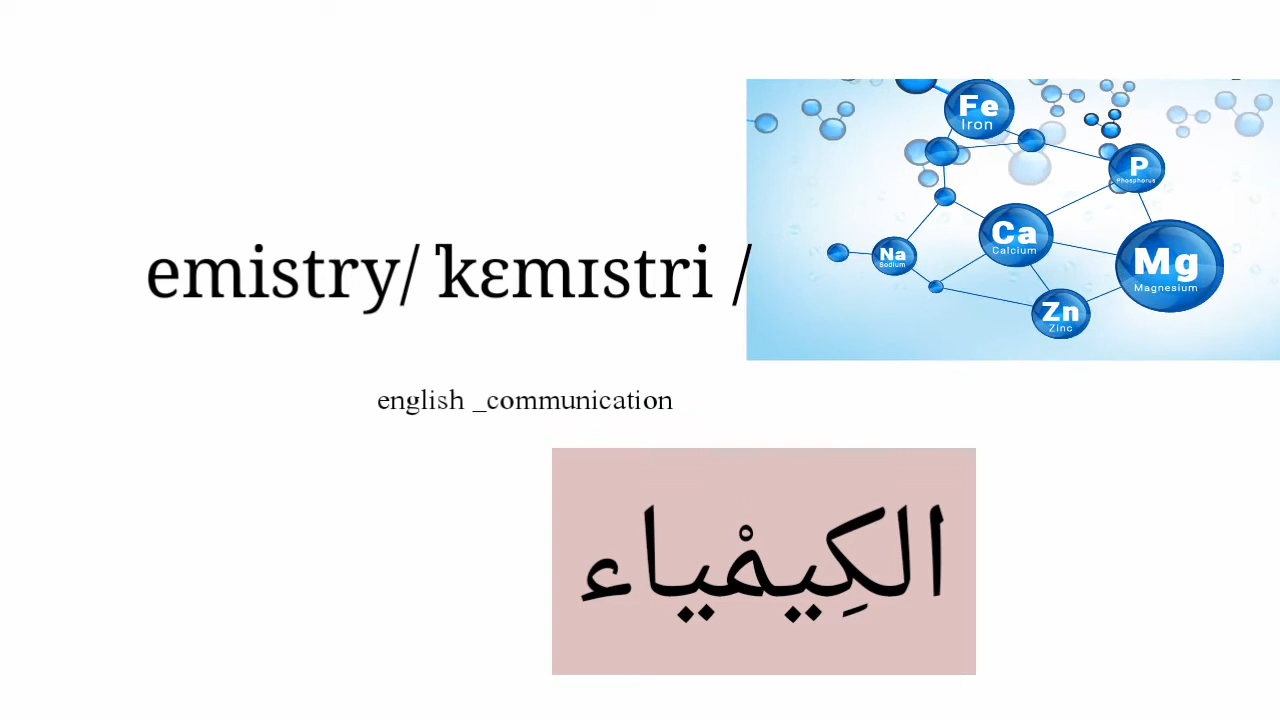 emistry/ ˈkɛmɪstri /
Fe
Iron
P
Phosphorus
Ca
Calcium
Na
Sodium
Mg
Magnesium
Zn
Zinc
english _communication
الكِيمْياء